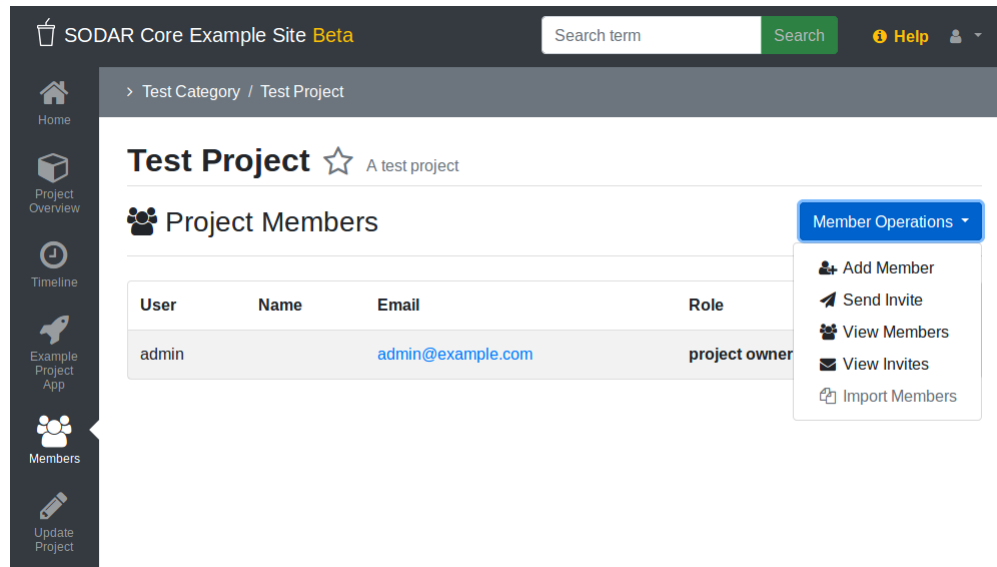 SODAR Core Example Site Beta
Search term
Search
Help
Home
Project
Overview
Timeline
Example
Project
App
Members
Update
Project
> Test Category / Test Project
Test Project A test project
Project Members
Member Operations
Add Member
Send Invite
View Members
View Invites
Import Members
User Name Email Role
admin admin@example.com project owner